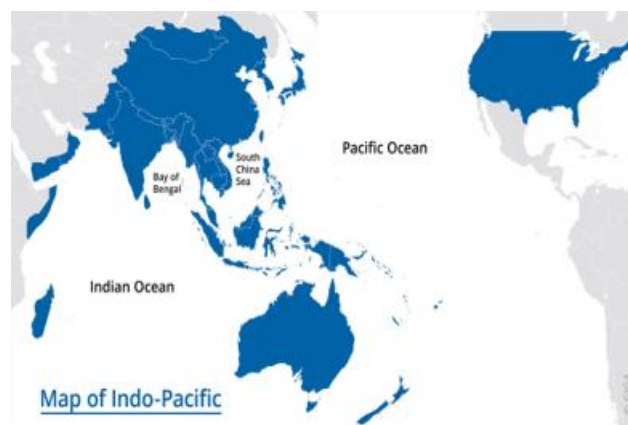 South
China
Sea
Pacific Ocean
Bay of
Bengal
Indian Ocean
Map of Indo-Pacific